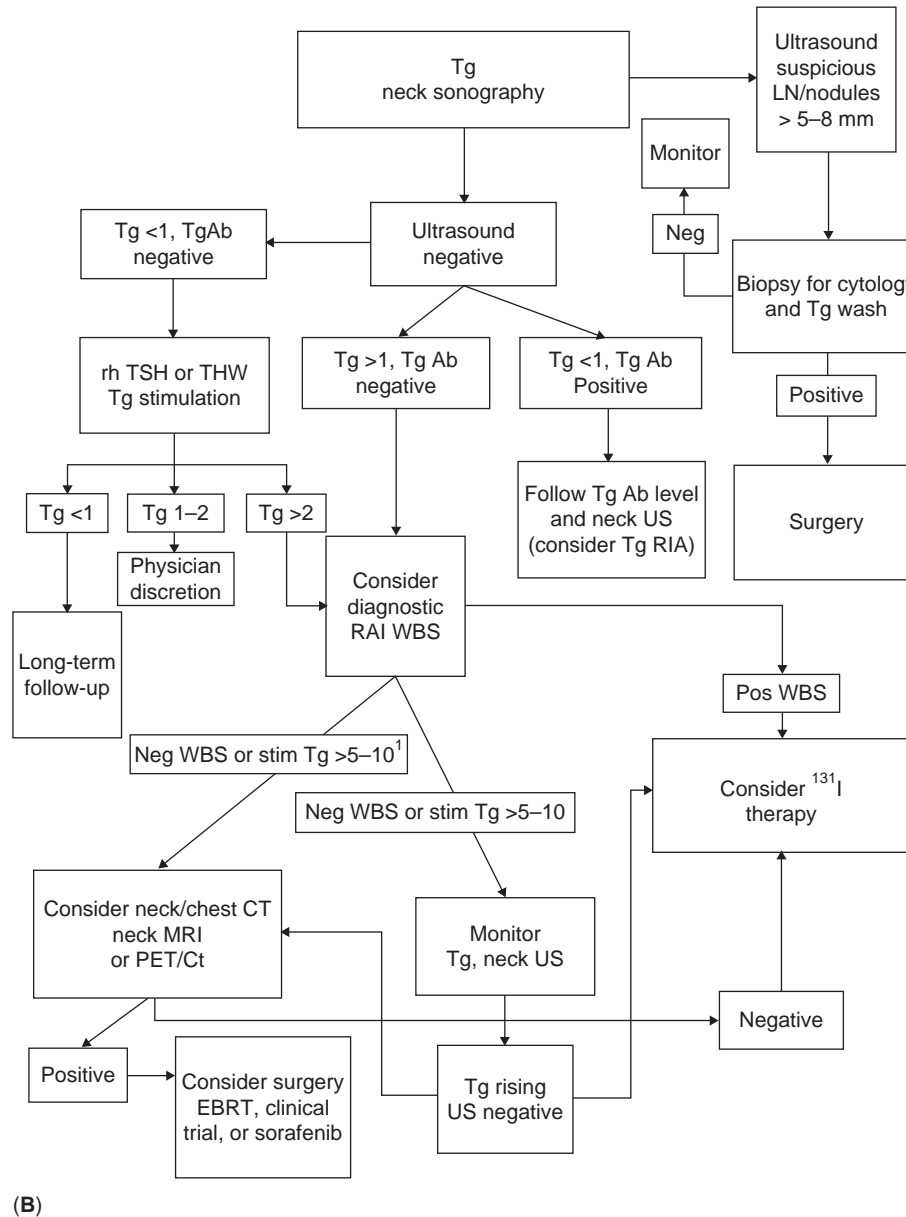 Tg
neck sonography
Ultrasound
suspicious
LN/nodules
> 5–8 mm
Monitor
Neg
Biopsy for cytology
and Tg wash
Positive
Surgery
Ultrasound
negative
Tg <1, TgAb
negative
rh TSH or THW
Tg stimulation
Tg <1
Tg 1–2
Tg >2
Long-term
follow-up
Physician
discretion
Tg >1, Tg Ab
negative
Tg <1, Tg Ab
Positive
Follow Tg Ab level
and neck US
(consider Tg RIA)
Consider
diagnostic
RAI WBS
Pos WBS
Consider ¹³¹I
therapy
Neg WBS or stim Tg >5–10¹
Neg WBS or stim Tg >5–10
Consider neck/chest CT
neck MRI
or PET/Ct
Monitor
Tg, neck US
Negative
Positive
Consider surgery
EBRT, clinical
trial, or sorafenib
Tg rising
US negative
(B)